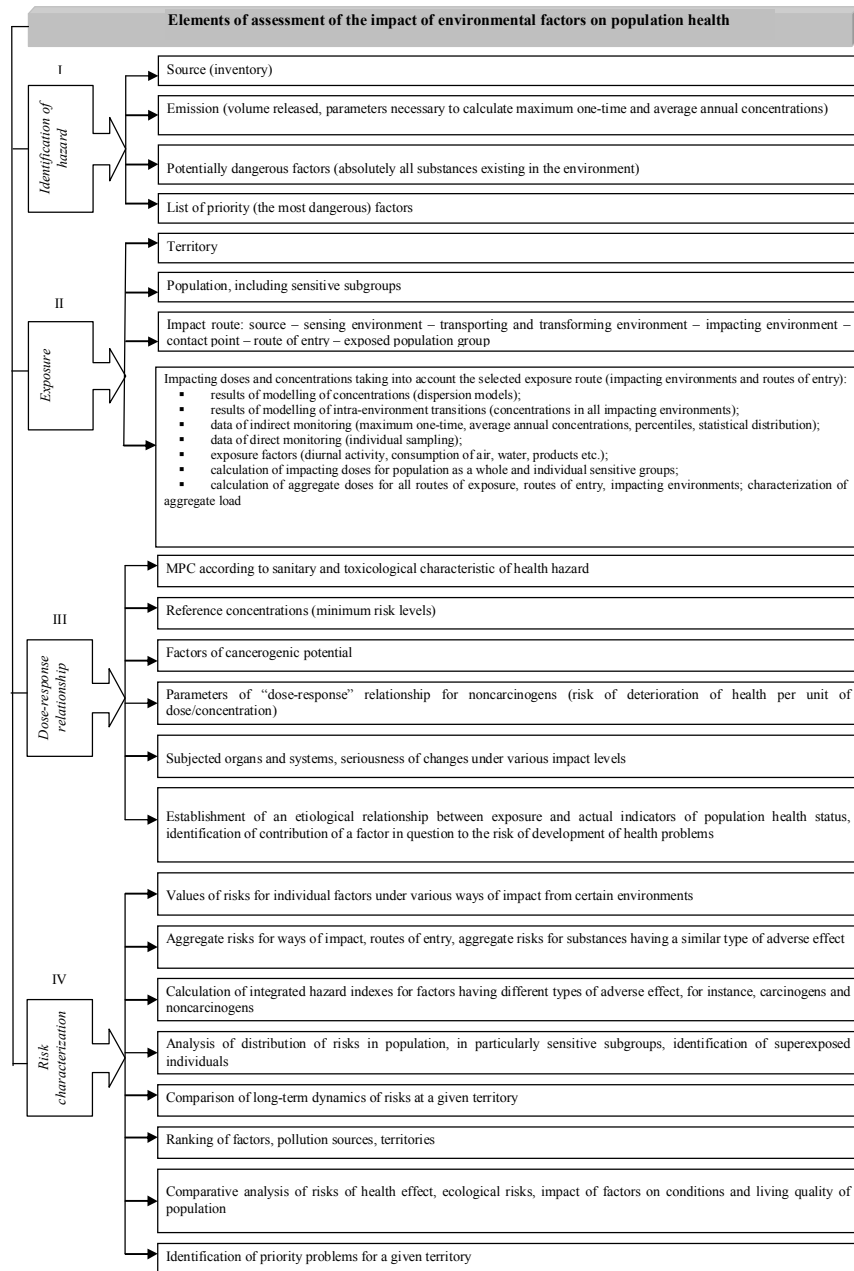 Elements of assessment of the impact of environmental factors on population health
I
Identification of
hazard
Source (inventory)
Emission (volume released, parameters necessary to calculate maximum one-time and average annual concentrations)
Potentially dangerous factors (absolutely all substances existing in the environment)
List of priority (the most dangerous) factors
II
Exposure
Territory
Population, including sensitive subgroups
Impact route: source – sensing environment – transporting and transforming environment – impacting environment –
contact point – route of entry – exposed population group
Impacting doses and concentrations taking into account the selected exposure route (impacting environments and routes of entry):
▪ results of modelling of concentrations (dispersion models);
▪ results of modelling of intra-environment transitions (concentrations in all impacting environments);
▪ data of indirect monitoring (maximum one-time, average annual concentrations, percentiles, statistical distribution);
▪ data of direct monitoring (individual sampling);
▪ exposure factors (diurnal activity, consumption of air, water, products etc.);
▪ calculation of impacting doses for population as a whole and individual sensitive groups;
▪ calculation of aggregate doses for all routes of exposure, routes of entry, impacting environments; characterization of
aggregate load
III
Dose-response
relationship
MPC according to sanitary and toxicological characteristic of health hazard
Reference concentrations (minimum risk levels)
Factors of cancerogenic potential
Parameters of “dose-response” relationship for noncarcinogens (risk of deterioration of health per unit of
dose/concentration)
Subjected organs and systems, seriousness of changes under various impact levels
Establishment of an etiological relationship between exposure and actual indicators of population health status,
identification of contribution of a factor in question to the risk of development of health problems
IV
Risk
characterization
Values of risks for individual factors under various ways of impact from certain environments
Aggregate risks for ways of impact, routes of entry, aggregate risks for substances having a similar type of adverse effect
Calculation of integrated hazard indexes for factors having different types of adverse effect, for instance, carcinogens and
noncarcinogens
Analysis of distribution of risks in population, in particularly sensitive subgroups, identification of superexposed
individuals
Comparison of long-term dynamics of risks at a given territory
Ranking of factors, pollution sources, territories
Comparative analysis of risks of health effect, ecological risks, impact of factors on conditions and living quality of
population
Identification of priority problems for a given territory